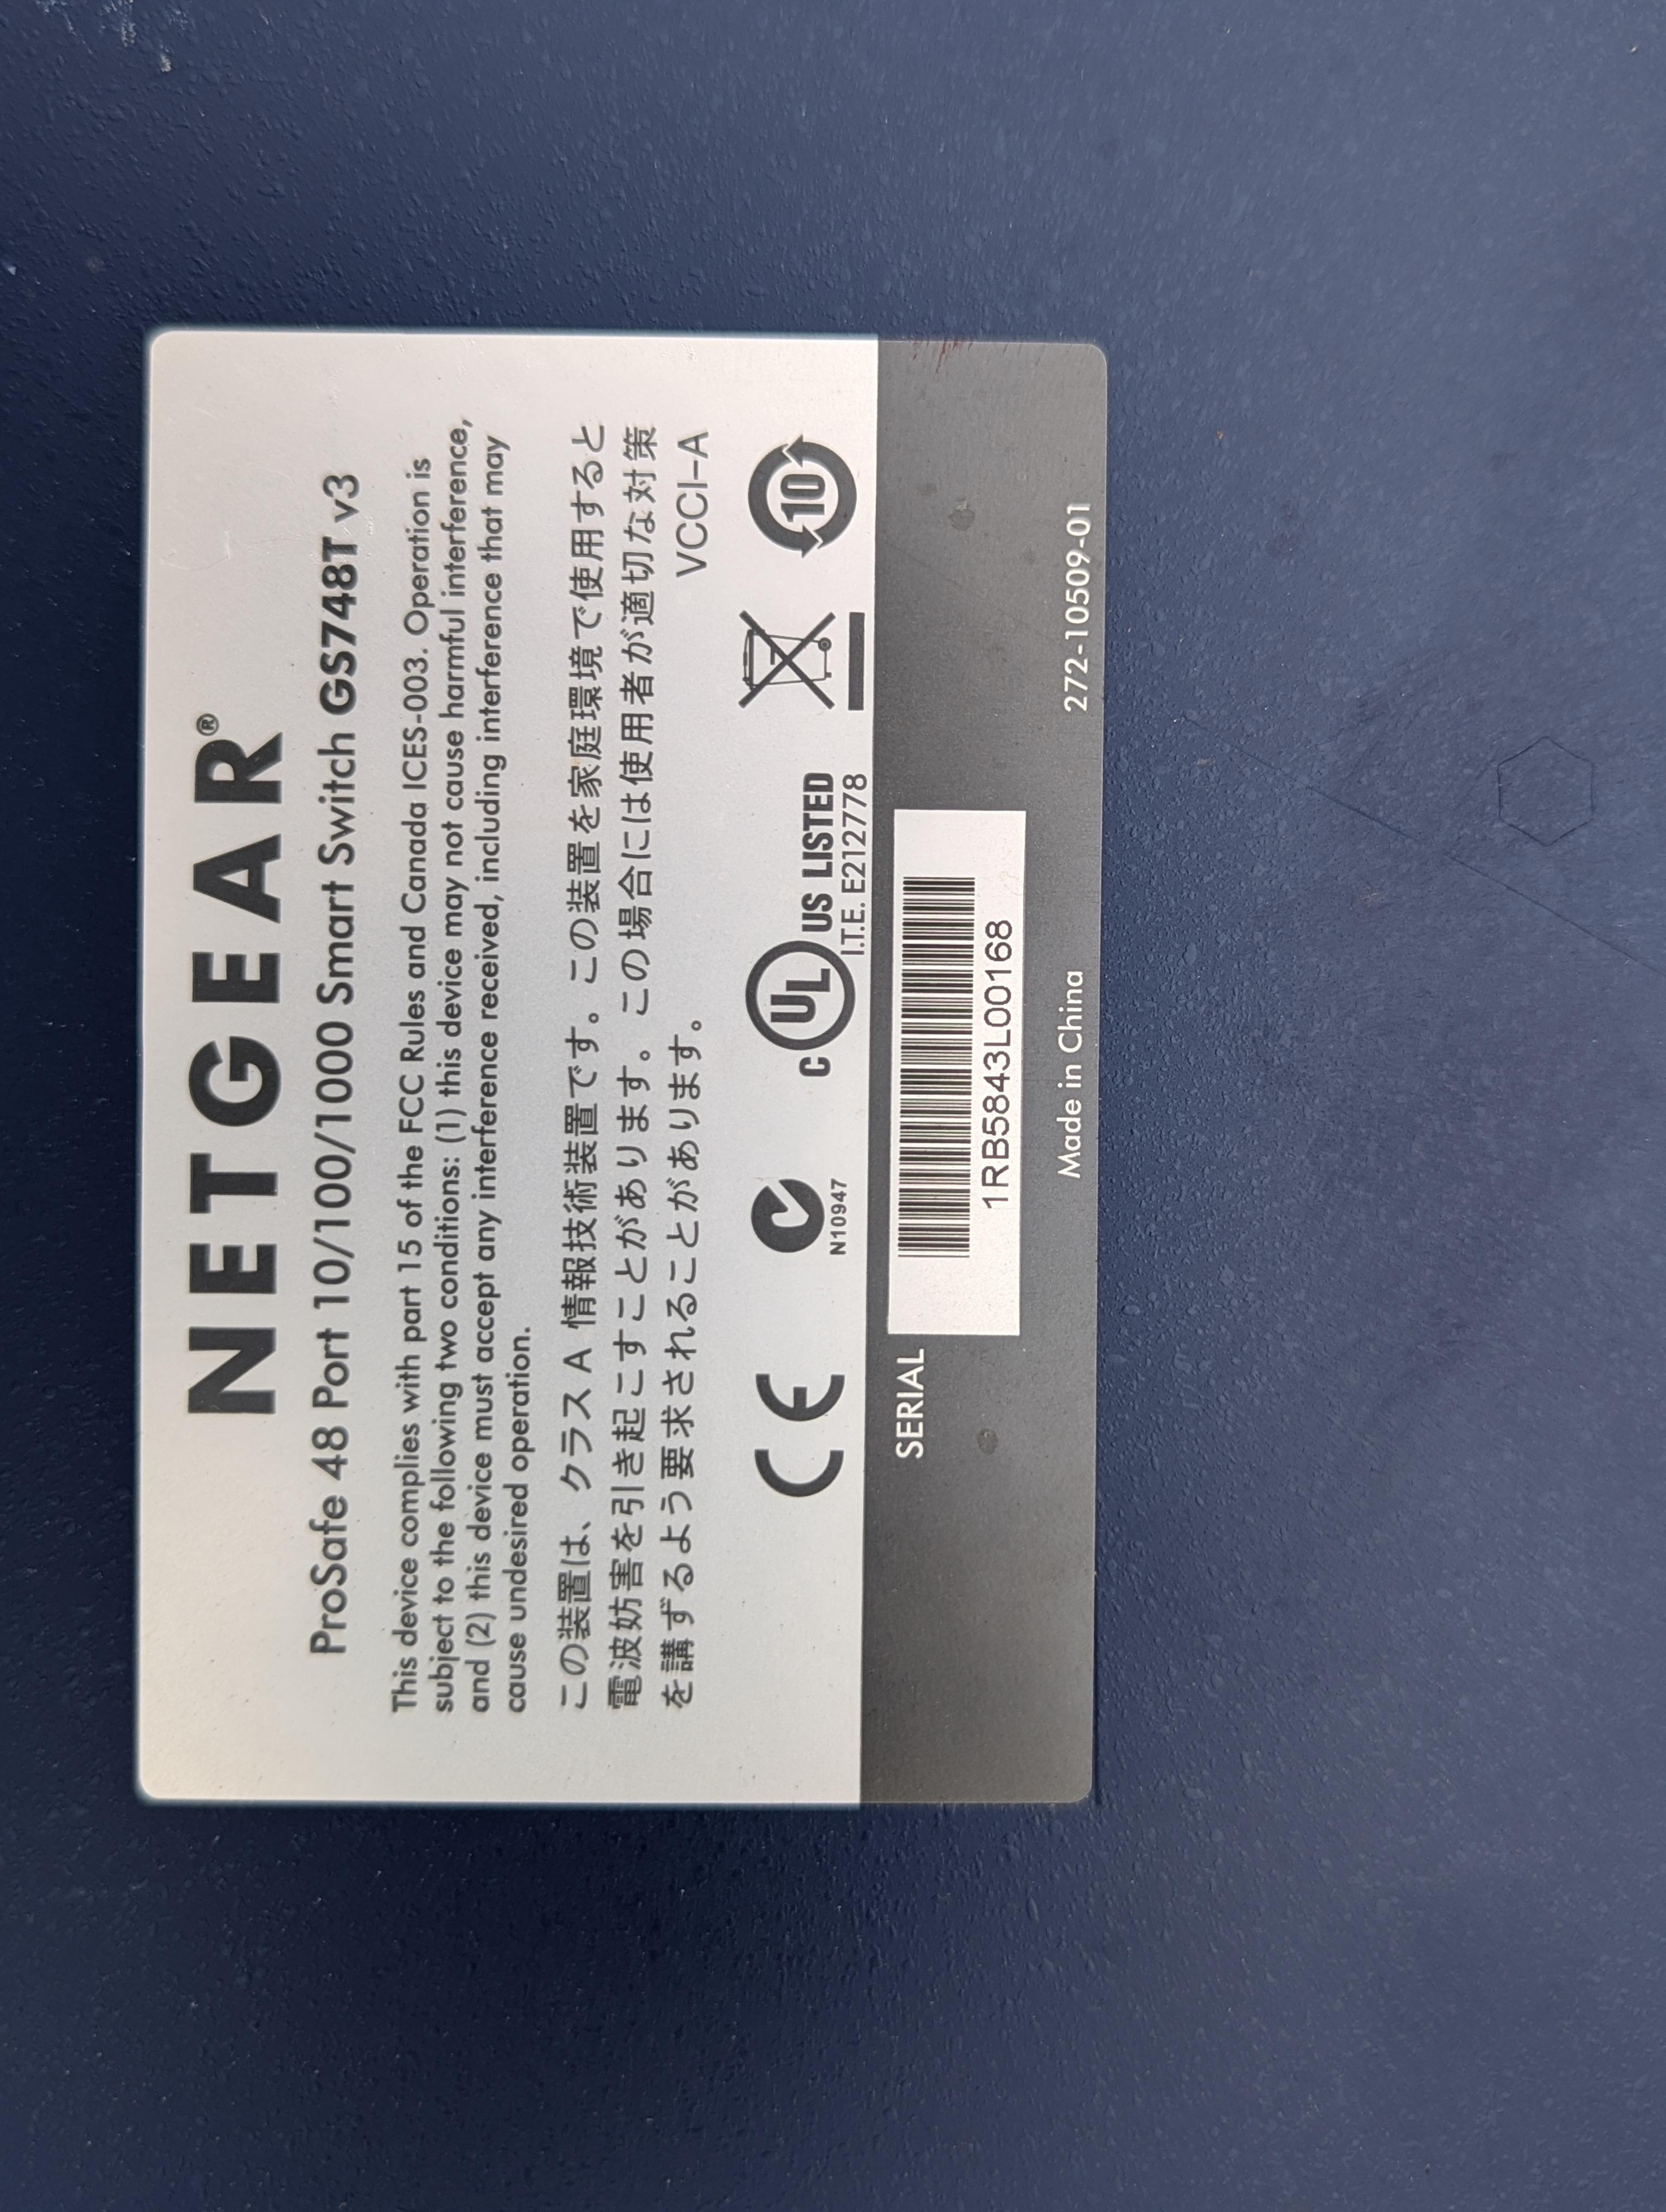 NETGEAR®
ProSafe 48 Port 10/100/1000 Smart Switch GS748T v3
This device complies with part 15 of the FCC Rules and Canada ICES-003. Operation is
subject to the following two conditions: (1) this device may not cause harmful interference,
and (2) this device must accept any interference received, including interference that may
cause undesired operation.
この装置は、クラスA 情報技術装置です。この装置を家庭環境で使用すると
電波妨害を引き起こすことがあります。この場合には使用者が適切な対策
を講ずるよう要求されることがあります。
VCCI-A
CE
N10947
C UL US LISTED
I.T.E. E212778
10
SERIAL
1RB5843L00168
Made in China
272-10509-01